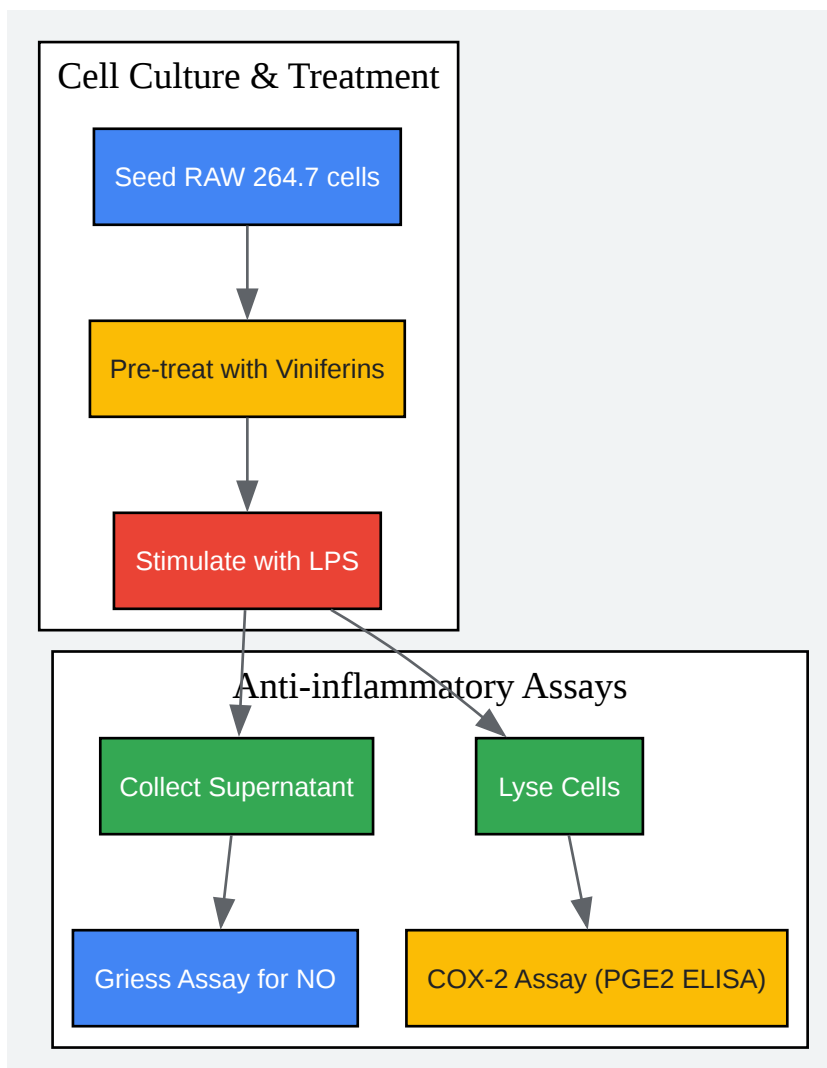 Cell Culture & Treatment
Seed RAW 264.7 cells
Pre-treat with Viniferins
Stimulate with LPS
Anti-inflammatory Assays
Collect Supernatant
Lyse Cells
Griess Assay for NO
COX-2 Assay (PGE2 ELISA)